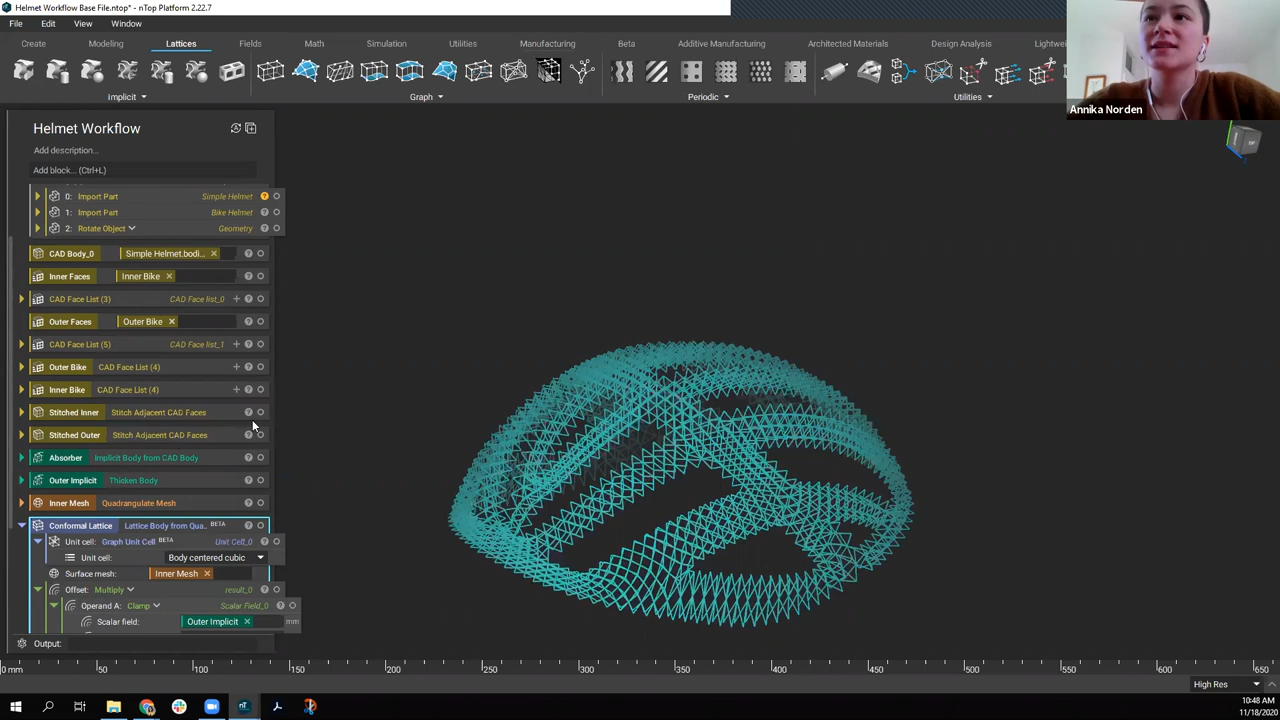 Helmet Workflow Base File.ntop* - nTop Platform 2.22.7
File Edit View Window
Create Modeling Lattices Fields Math Simulation Utilities Manufacturing Beta Additive Manufacturing Architected Materials Design Analysis Lightwei
Implicit Graph Periodic Utilities
Annika Norden
Helmet Workflow
Add description...
Add block... (Ctrl+L)
0: Import Part Simple Helmet
1: Import Part Bike Helmet
2: Rotate Object Geometry
CAD Body_0 Simple Helmet.bodi...
Inner Faces Inner Bike
CAD Face List (3) CAD Face list_0
Outer Faces Outer Bike
CAD Face List (5) CAD Face list_1
Outer Bike CAD Face List (4)
Inner Bike CAD Face List (4)
Stitched Inner Stitch Adjacent CAD Faces
Stitched Outer Stitch Adjacent CAD Faces
Absorber Implicit Body from CAD Body
Outer Implicit Thicken Body
Inner Mesh Quadrangulate Mesh
Conformal Lattice Lattice Body from Qua... BETA
Unit cell: Graph Unit Cell BETA Unit Cell_0
Unit cell: Body centered cubic
Surface mesh: Inner Mesh
Offset: Multiply result_0
Operand A: Clamp Scalar Field_0
Scalar field: Outer Implicit mm
Output:
0 mm 50 100 150 200 250 300 350 400 450 500 550 600 650
High Res
nT
10:48 AM
11/18/2020